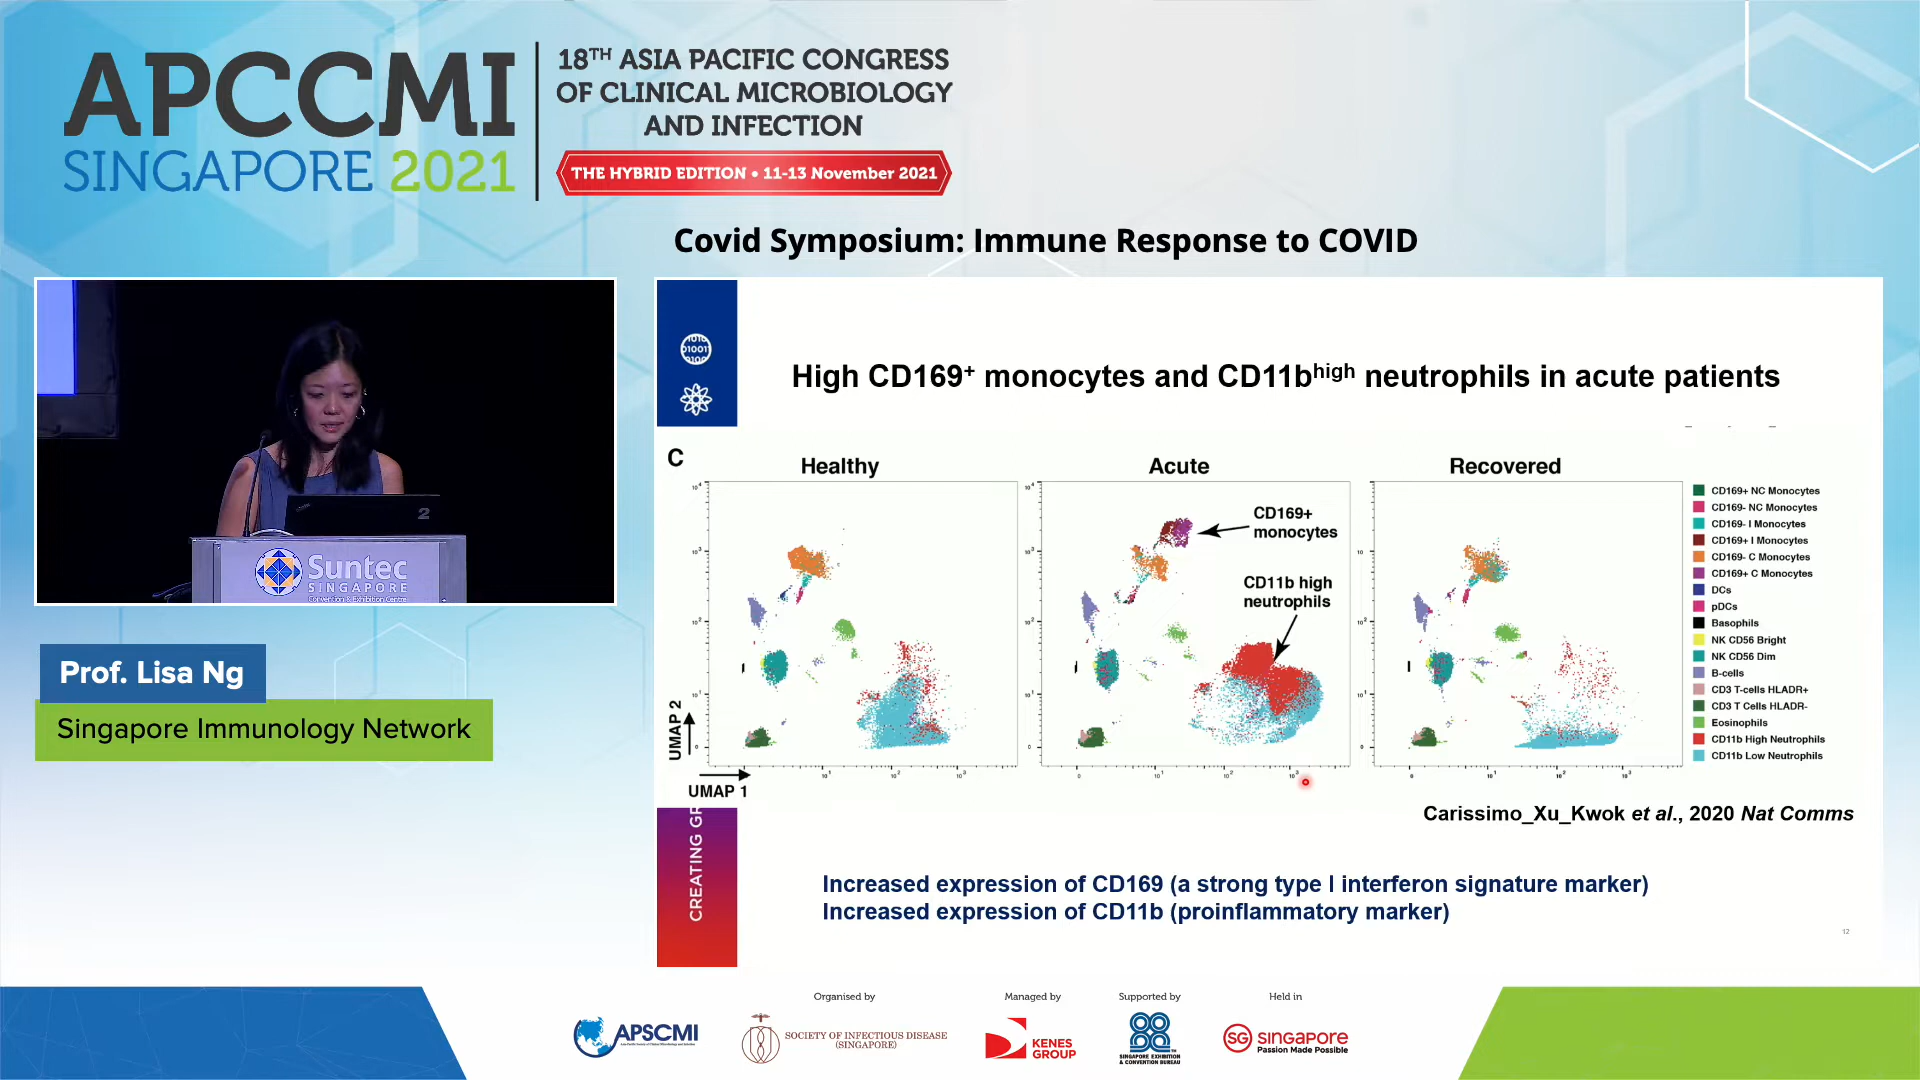 APCCMI
SINGAPORE 2021
18TH ASIA PACIFIC CONGRESS
OF CLINICAL MICROBIOLOGY
AND INFECTION
THE HYBRID EDITION • 11-13 November 2021
Covid Symposium: Immune Response to COVID
2
Suntec
SINGAPORE
Convention & Exhibition Centre
Prof. Lisa Ng
Singapore Immunology Network
High CD169+ monocytes and CD11bhigh neutrophils in acute patients
C
Healthy
Acute
Recovered
CD169+
monocytes
CD11b high
neutrophils
UMAP 2
UMAP 1
CD169+ NC Monocytes
CD169- NC Monocytes
CD169- I Monocytes
CD169+ I Monocytes
CD169- C Monocytes
CD169+ C Monocytes
DCs
pDCs
Basophils
NK CD56 Bright
NK CD56 Dim
B-cells
CD3 T-cells HLADR+
CD3 T Cells HLADR-
Eosinophils
CD11b High Neutrophils
CD11b Low Neutrophils
Carissimo_Xu_Kwok et al., 2020 Nat Comms
CREATING GR
Increased expression of CD169 (a strong type I interferon signature marker)
Increased expression of CD11b (proinflammatory marker)
12
Organised by
Managed by
Supported by
Held in
APSCMI
SOCIETY OF INFECTIOUS DISEASE
(SINGAPORE)
KENES
GROUP
SINGAPORE EXHIBITION
& CONVENTION BUREAU
SG
SINGAPORE
Passion Made Possible